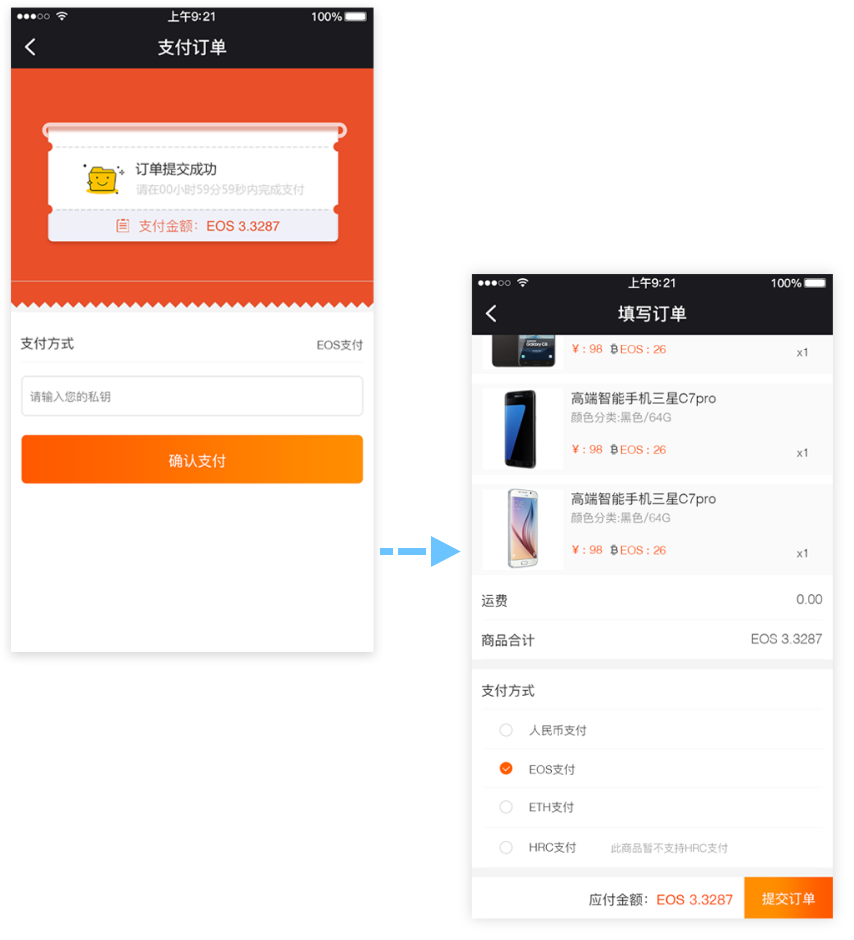 上午9:21
100%
支付订单
订单提交成功
请在00小时59分59秒内完成支付
支付金额: EOS 3.3287
支付方式
EOS支付
请输入您的私钥
确认支付
上午9:21
100%
填写订单
¥ : 98 ₿EOS : 26
x1
高端智能手机三星C7pro
颜色分类:黑色/64G
¥ : 98 ₿EOS : 26
x1
高端智能手机三星C7pro
颜色分类:黑色/64G
¥ : 98 ₿EOS : 26
x1
运费
0.00
商品合计
EOS 3.3287
支付方式
人民币支付
EOS支付
ETH支付
HRC支付
此商品暂不支持HRC支付
应付金额: EOS 3.3287
提交订单